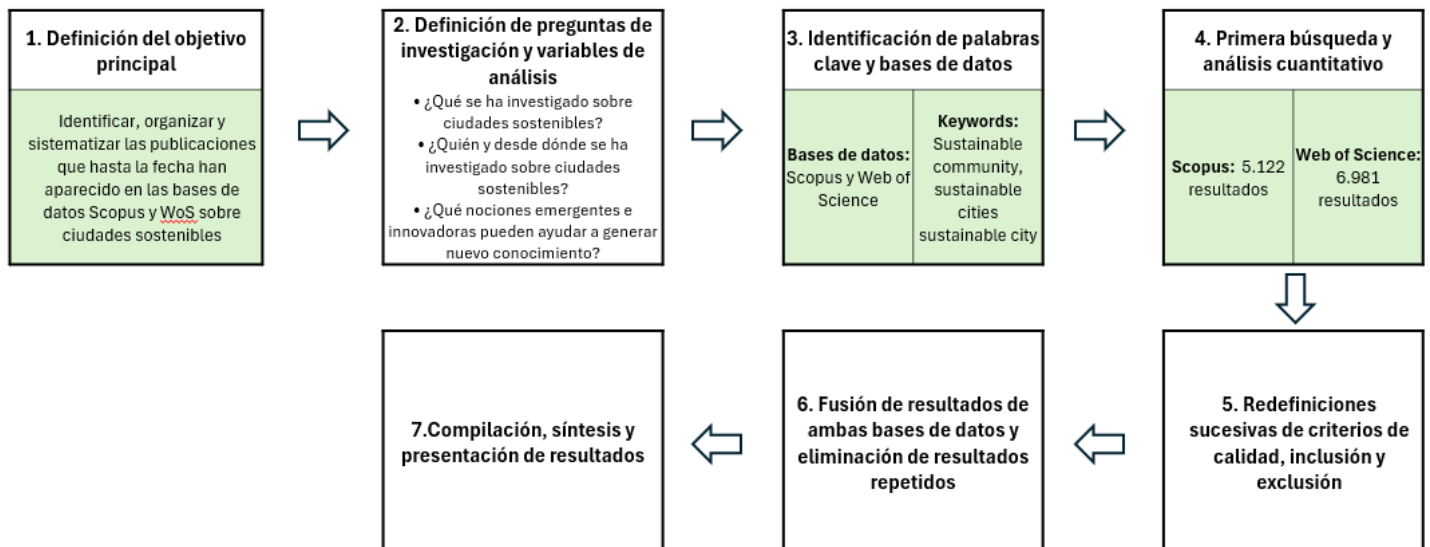 1. Definición del objetivo
principal
Identificar, organizar y
sistematizar las publicaciones
que hasta la fecha han
aparecido en las bases de
datos Scopus y WoS sobre
ciudades sostenibles
2. Definición de preguntas de
investigación y variables de
análisis
• ¿Qué se ha investigado sobre
ciudades sostenibles?
• ¿Quién y desde dónde se ha
investigado sobre ciudades
sostenibles?
• ¿Qué nociones emergentes e
innovadoras pueden ayudar a generar
nuevo conocimiento?
3. Identificación de palabras
clave y bases de datos
Bases de datos:
Scopus y Web of
Science
Keywords:
Sustainable
community,
sustainable
cities
sustainable city
4. Primera búsqueda y
análisis cuantitativo
Scopus: 5.122
resultados
Web of Science:
6.981
resultados
5. Redefiniciones
sucesivas de criterios de
calidad, inclusión y
exclusión
6. Fusión de resultados de
ambas bases de datos y
eliminación de resultados
repetidos
7.Compilación, síntesis y
presentación de resultados